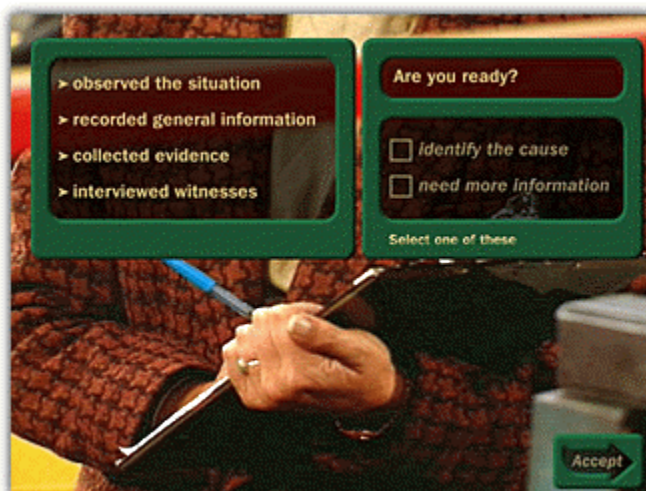 ➤ observed the situation
➤ recorded general information
➤ collected evidence
➤ interviewed witnesses
Are you ready?
identify the cause
need more information
Select one of these
Accept